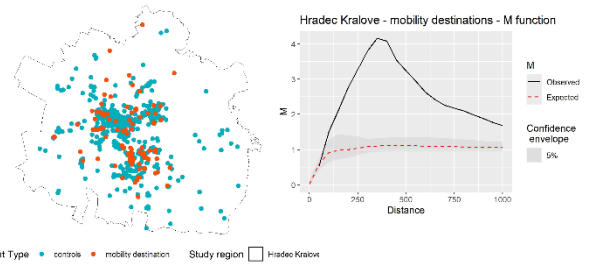 Hradec Kralove - mobility destinations - M function
4
3
2
1
0
M
0
250
500
750
1000
Distance
M
Observed
Expected
Confidence
envelope
5%
nt Type controls mobility destination Study region Hradec Kralove